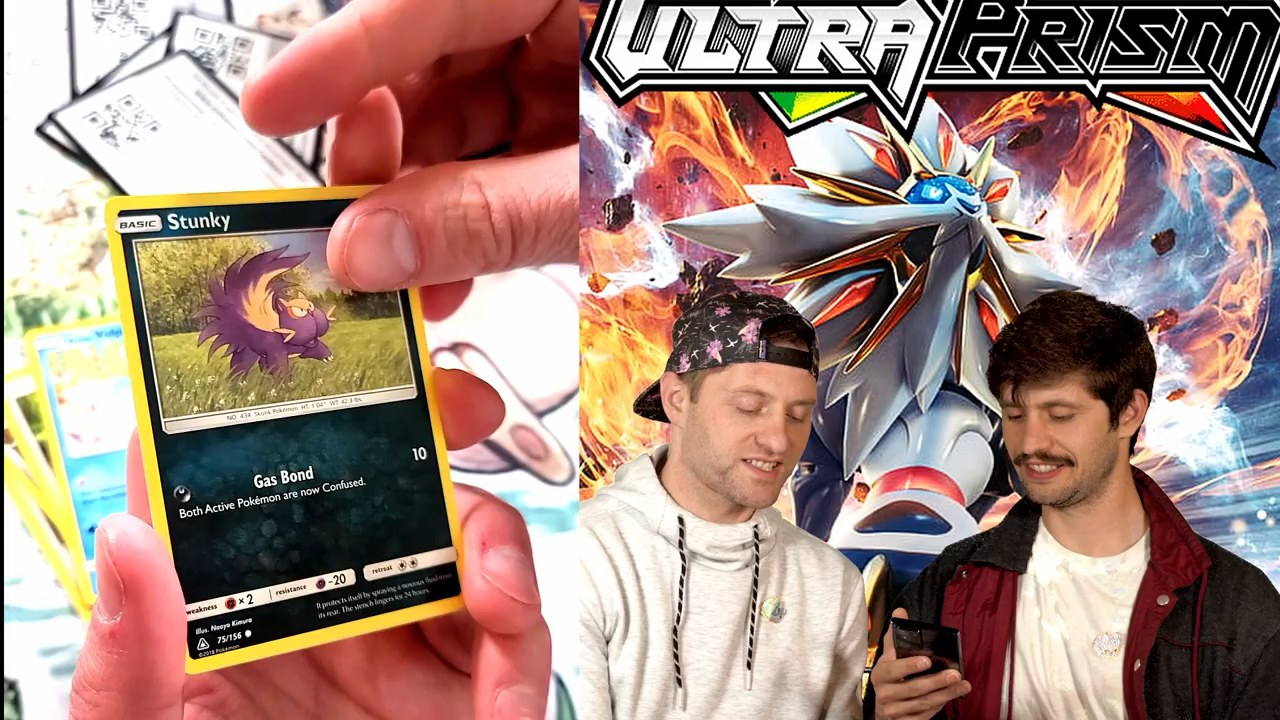 ULTRA PRISM
BASIC Stunky
NO. 434 Skunk Pokémon HT: 1'04" WT: 42.3 lbs.
Gas Bond 10
Both Active Pokémon are now Confused.
weakness ×2 resistance -20 retreat
It protects itself by spraying a noxious fluid from
its rear. The stench lingers for 24 hours.
Illus. Naoyo Kimura
75/156
©2018 Pokémon